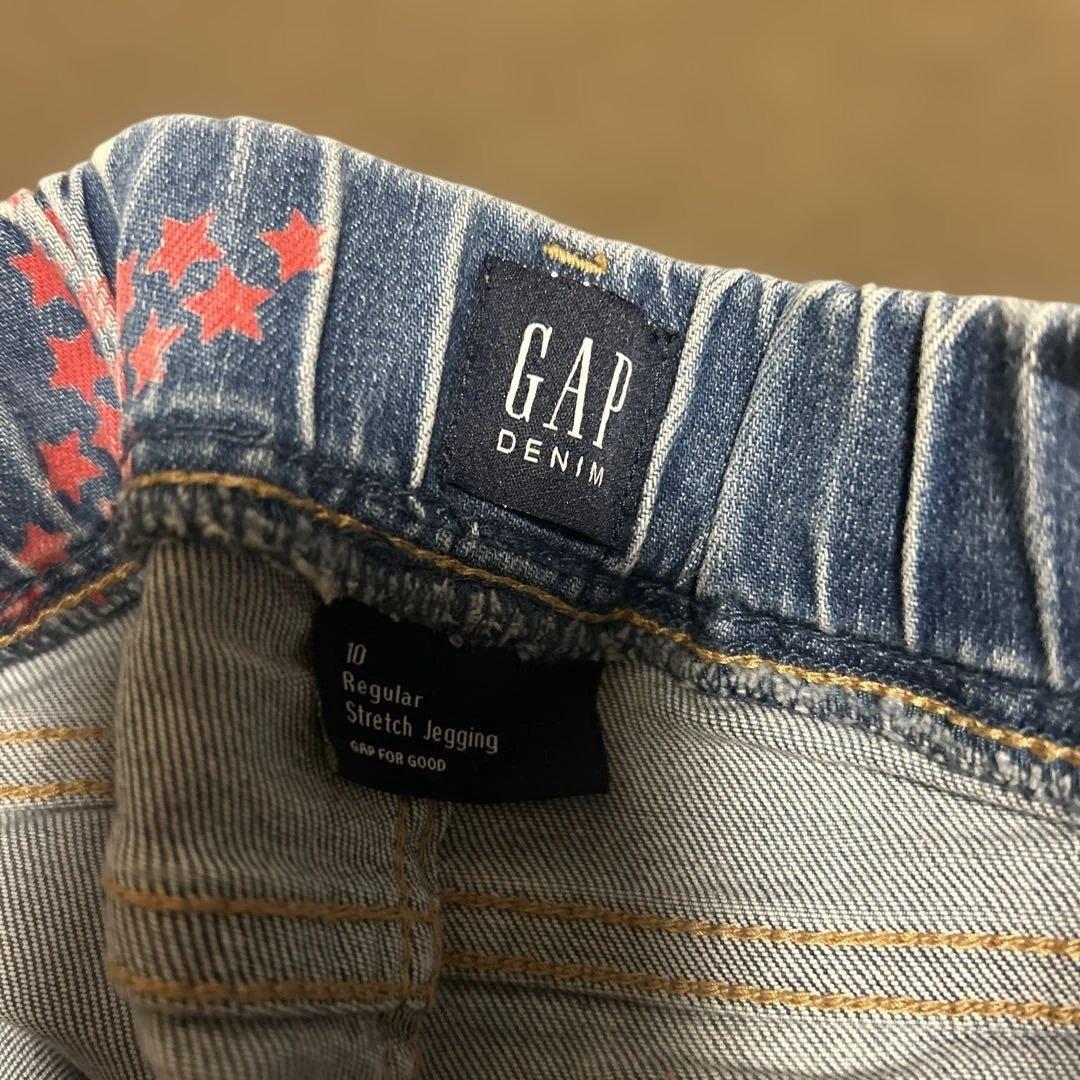 GAP
DENIM
10
Regular
Stretch Jegging
GAP FOR GOOD